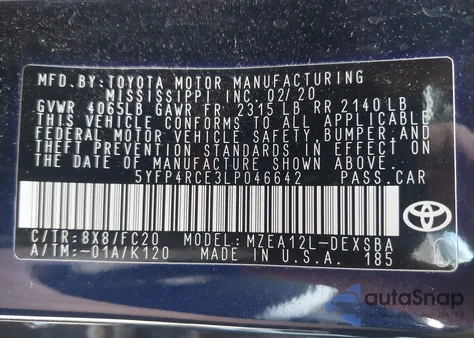 MFD.BY:TOYOTA MOTOR MANUFACTURING
MISSISSIPPI INC. 02/20
GVWR 4065LB GAWR FR 2315LB RR 2140LB
THIS VEHICLE CONFORMS TO ALL APPLICABLE
FEDERAL MOTOR VEHICLE SAFETY,BUMPER,AND
THEFT PREVENTION STANDARDS IN EFFECT ON
THE DATE OF MANUFACTURE SHOWN ABOVE.
5YFP4RCE3LP046642 PASS.CAR
C/TR:8X8/FC20 MODEL:MZEA12L-DEXSBA
A/TM:-01A/K120 MADE IN U.S.A. 185
autoSnap